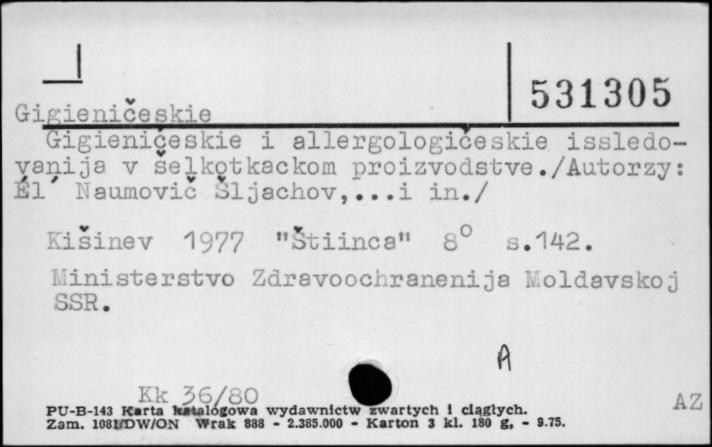 531305
Gigieničeskie
Gigieničeskie i allergologičeskie issledo-
vanija v šelkotkackom proizvodstve./Autorzy:
Él' Naumovič Šljachov,...i in./
Kišinev 1977 "Štiinca" 8° s.142.
Ministerstvo Zdravoochranenija Moldavskoj
SSR.
A
Kk 36/80
AZ
PU-B-143 Karta katalogowa wydawnictw zwartych i ciągłych.
Zam. 1081/DW/ON Wrak 888 - 2.385.000 - Karton 3 kl. 180 g, - 9.75.